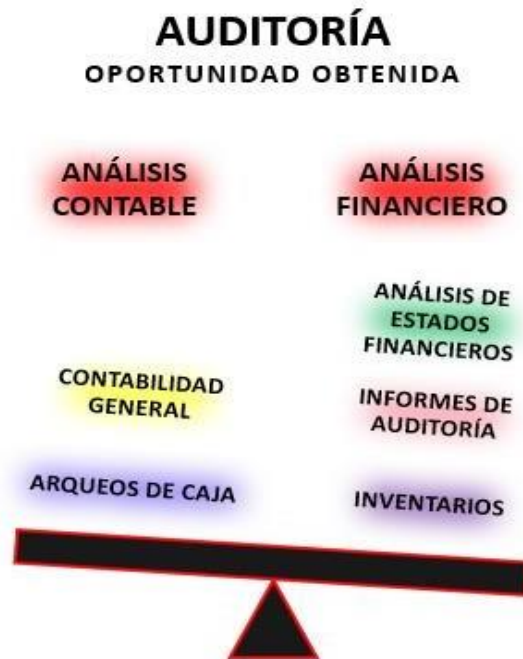 AUDITORÍA
OPORTUNIDAD OBTENIDA
ANÁLISIS
CONTABLE
ANÁLISIS
FINANCIERO
CONTABILIDAD
GENERAL
ARQUEOS DE CAJA
ANÁLISIS DE
ESTADOS
FINANCIEROS
INFORMES DE
AUDITORÍA
INVENTARIOS